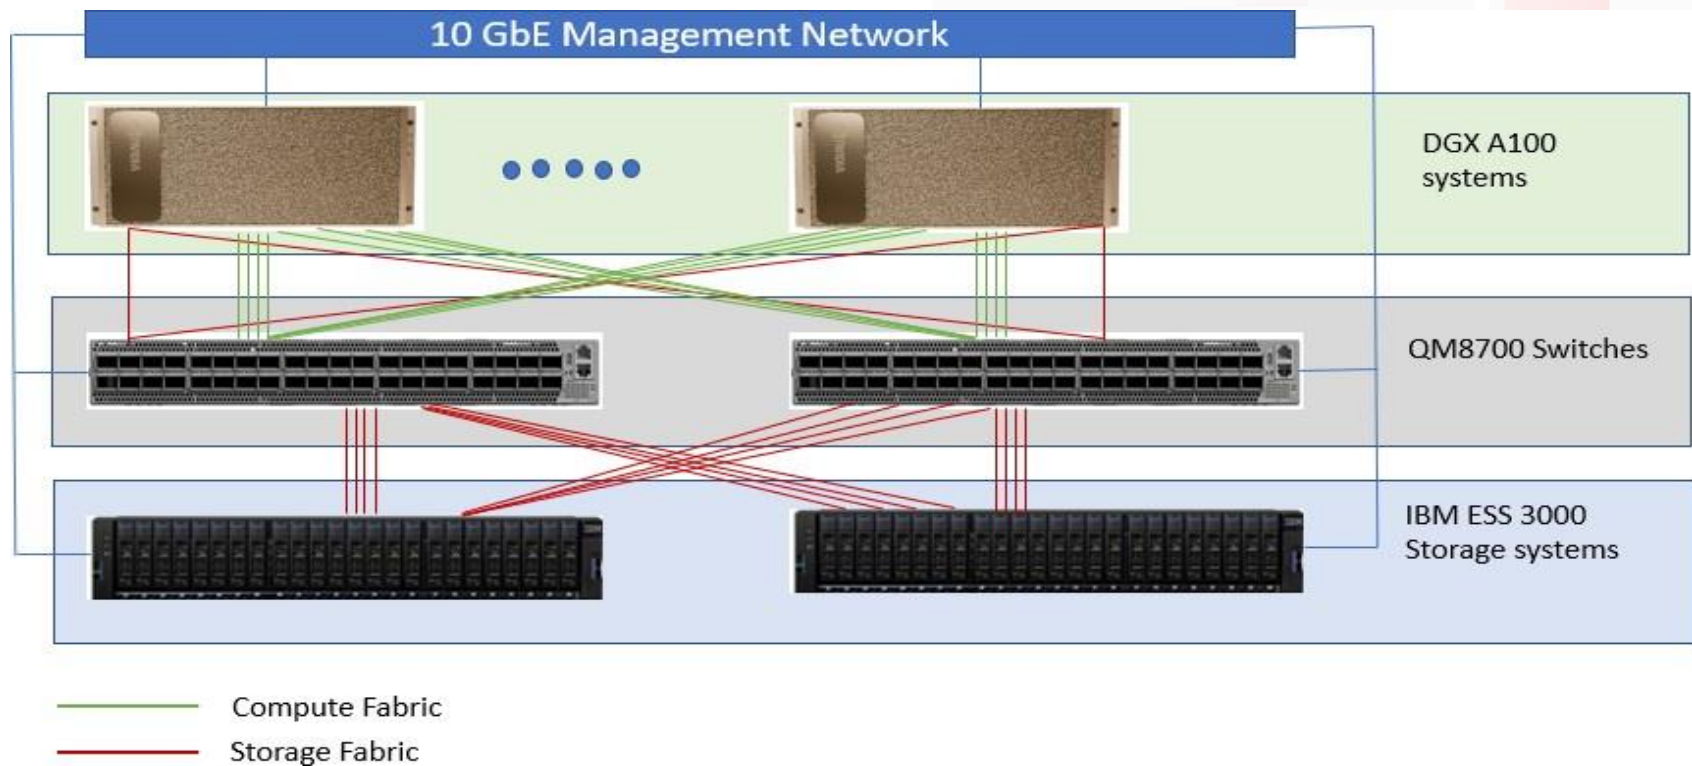 10 GbE Management Network
DGX A100
systems
QM8700 Switches
IBM ESS 3000
Storage systems
Compute Fabric
Storage Fabric